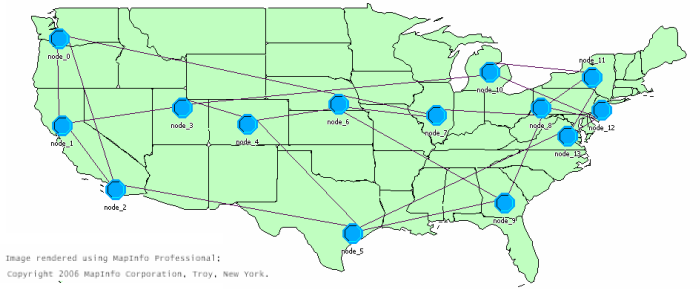 node_0
node_11
node_10
node_3
node_6
node_7
node_8
node_12
node_1
node_4
node_13
node_2
node_9
node_5
Image rendered using MapInfo Professional;
Copyright 2006 MapInfo Corporation, Troy, New York.